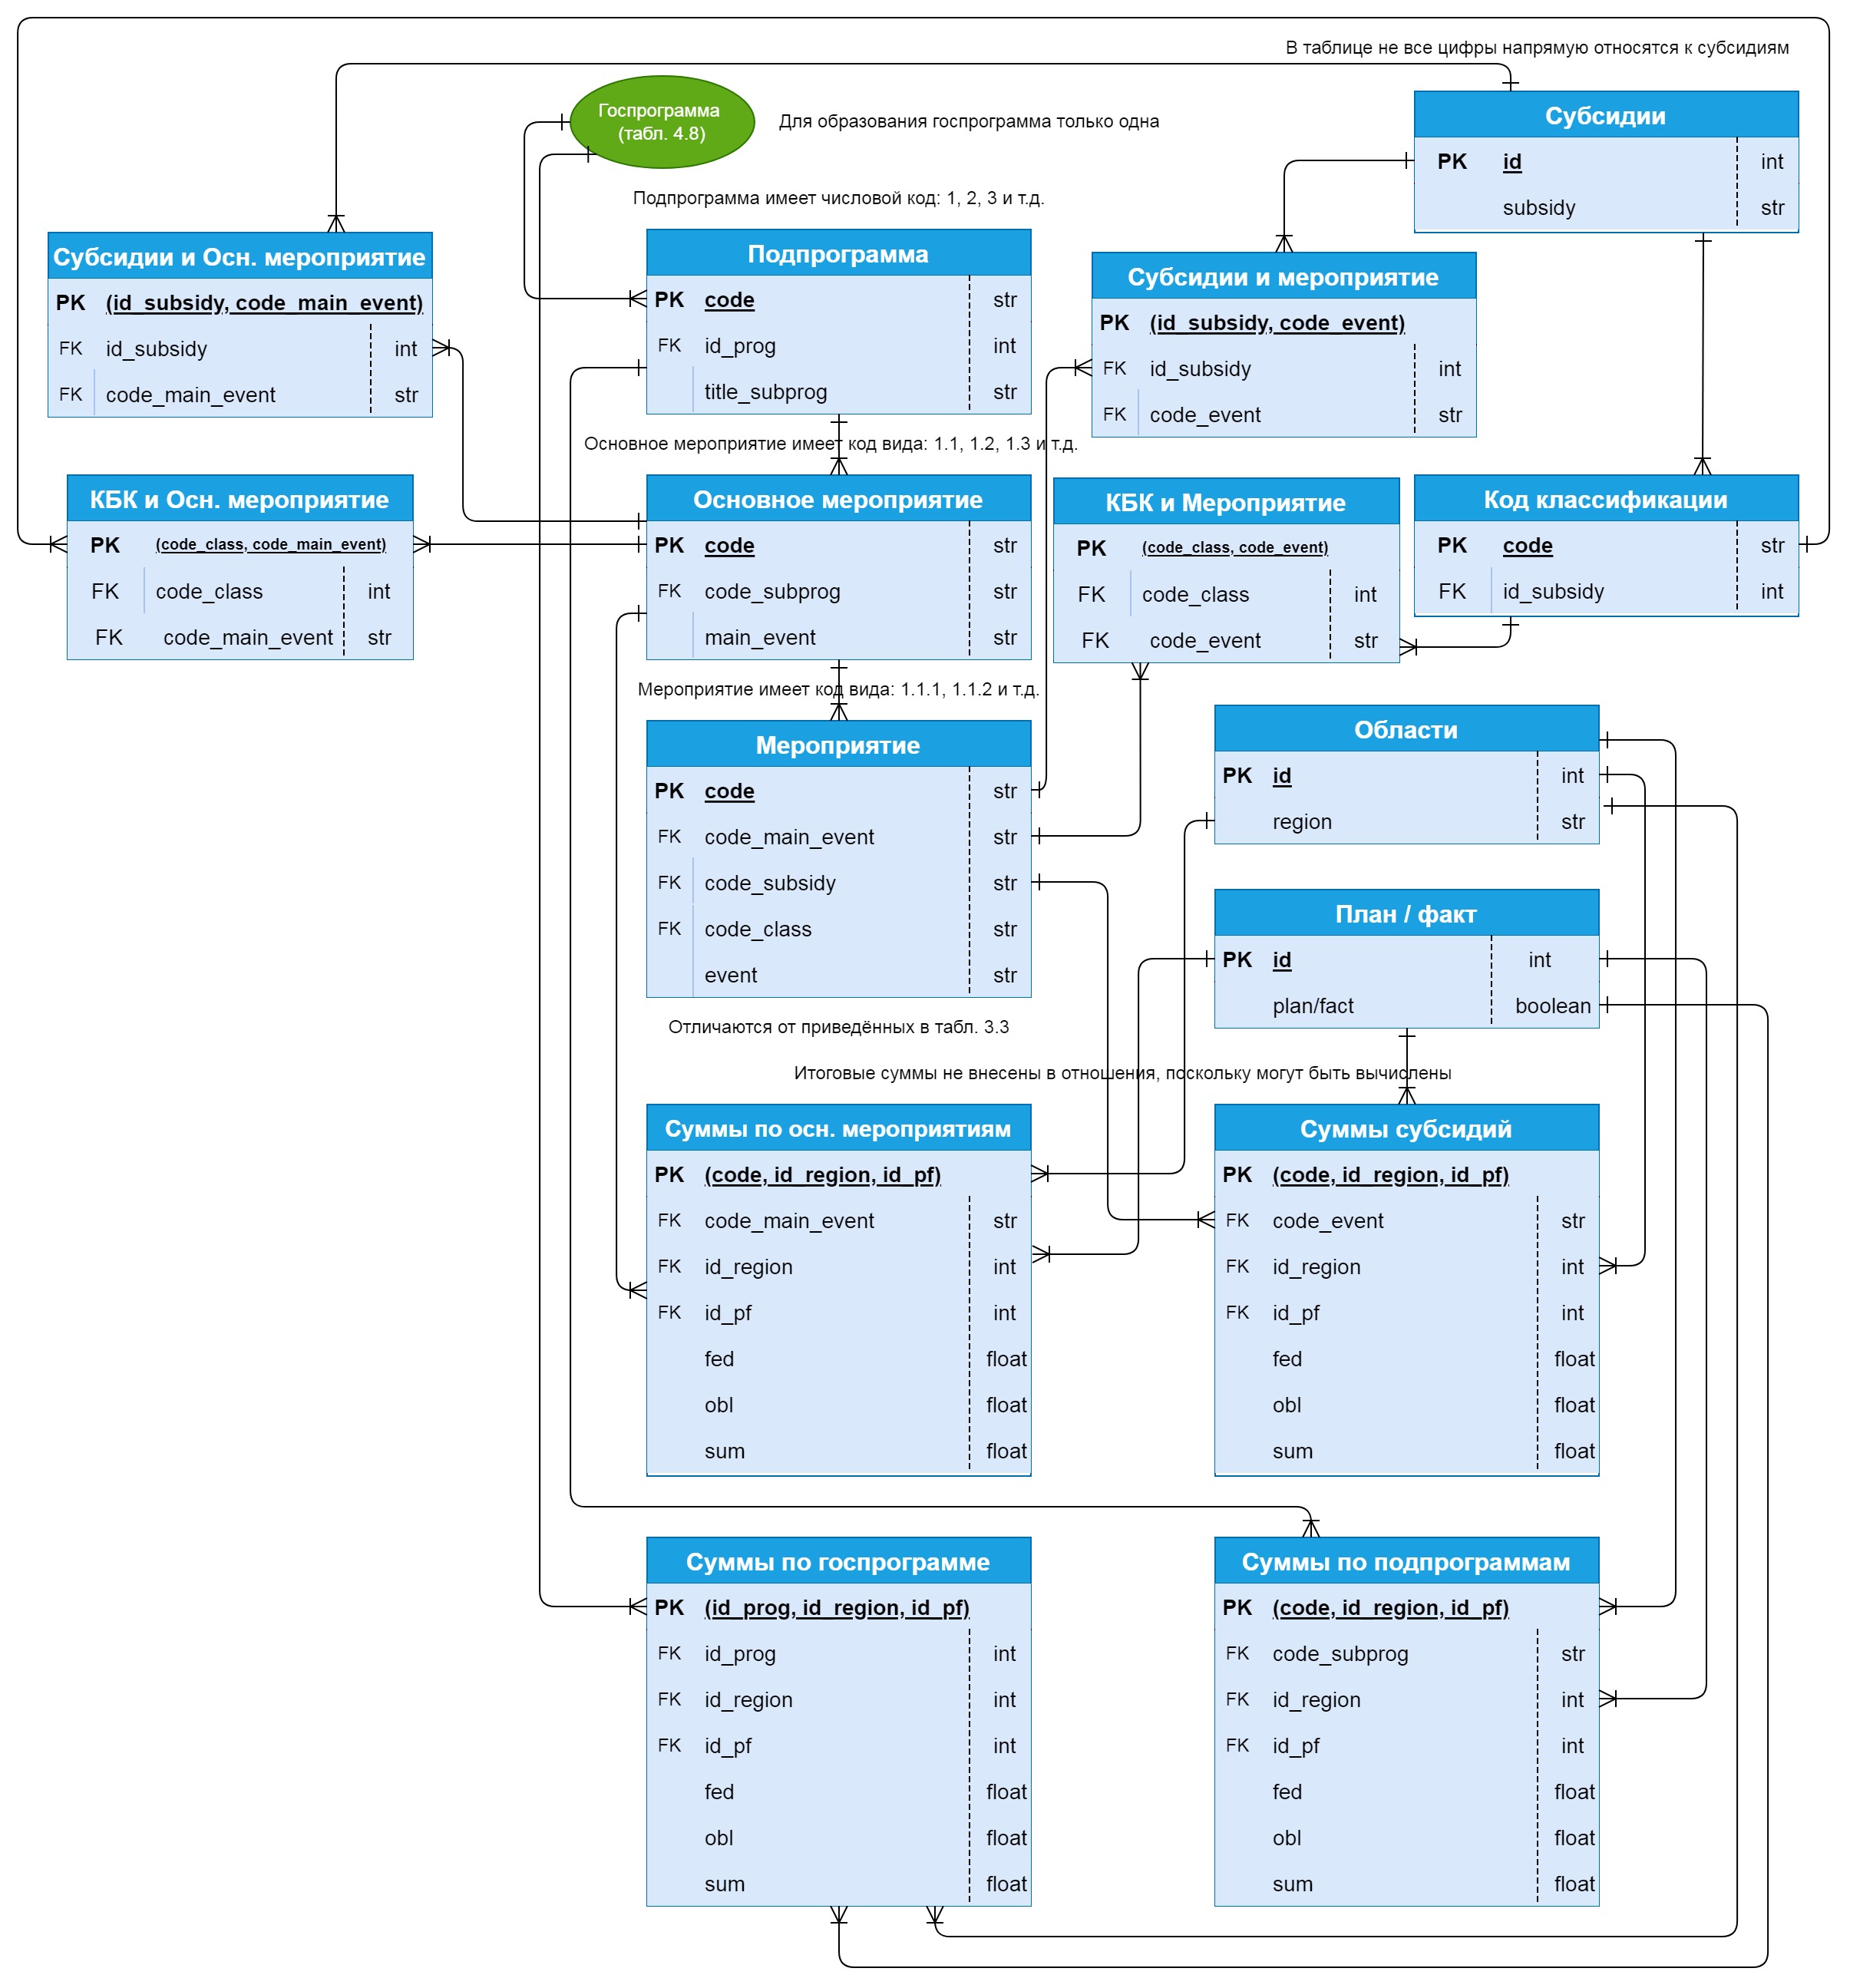 В таблице не все цифры напрямую относятся к субсидиям
Госпрограмма
(табл. 4.8)
Для образования госпрограмма только одна
Субсидии
PK id int
subsidy str
Подпрограмма имеет числовой код: 1, 2, 3 и т.д.
Субсидии и Осн. мероприятие
PK (id_subsidy, code_main_event)
FK id_subsidy int
FK code_main_event str
Подпрограмма
PK code str
FK id_prog int
title_subprog str
Субсидии и мероприятие
PK (id_subsidy, code_event)
FK id_subsidy int
FK code_event str
Основное мероприятие имеет код вида: 1.1, 1.2, 1.3 и т.д.
КБК и Осн. мероприятие
PK (code_class, code_main_event)
FK code_class int
FK code_main_event str
Основное мероприятие
PK code str
FK code_subprog str
main_event str
КБК и Мероприятие
PK (code_class, code_event)
FK code_class int
FK code_event str
Код классификации
PK code str
FK id_subsidy int
Мероприятие имеет код вида: 1.1.1, 1.1.2 и т.д.
Мероприятие
PK code str
FK code_main_event str
FK code_subsidy str
FK code_class str
event str
Области
PK id int
region str
План / факт
PK id int
plan/fact boolean
Отличаются от приведённых в табл. 3.3
Итоговые суммы не внесены в отношения, поскольку могут быть вычислены
Суммы по осн. мероприятиям
PK (code, id_region, id_pf)
FK code_main_event str
FK id_region int
FK id_pf int
fed float
obl float
sum float
Суммы субсидий
PK (code, id_region, id_pf)
FK code_event str
FK id_region int
FK id_pf int
fed float
obl float
sum float
Суммы по госпрограмме
PK (id_prog, id_region, id_pf)
FK id_prog int
FK id_region int
FK id_pf int
fed float
obl float
sum float
Суммы по подпрограммам
PK (code, id_region, id_pf)
FK code_subprog str
FK id_region int
FK id_pf int
fed float
obl float
sum float